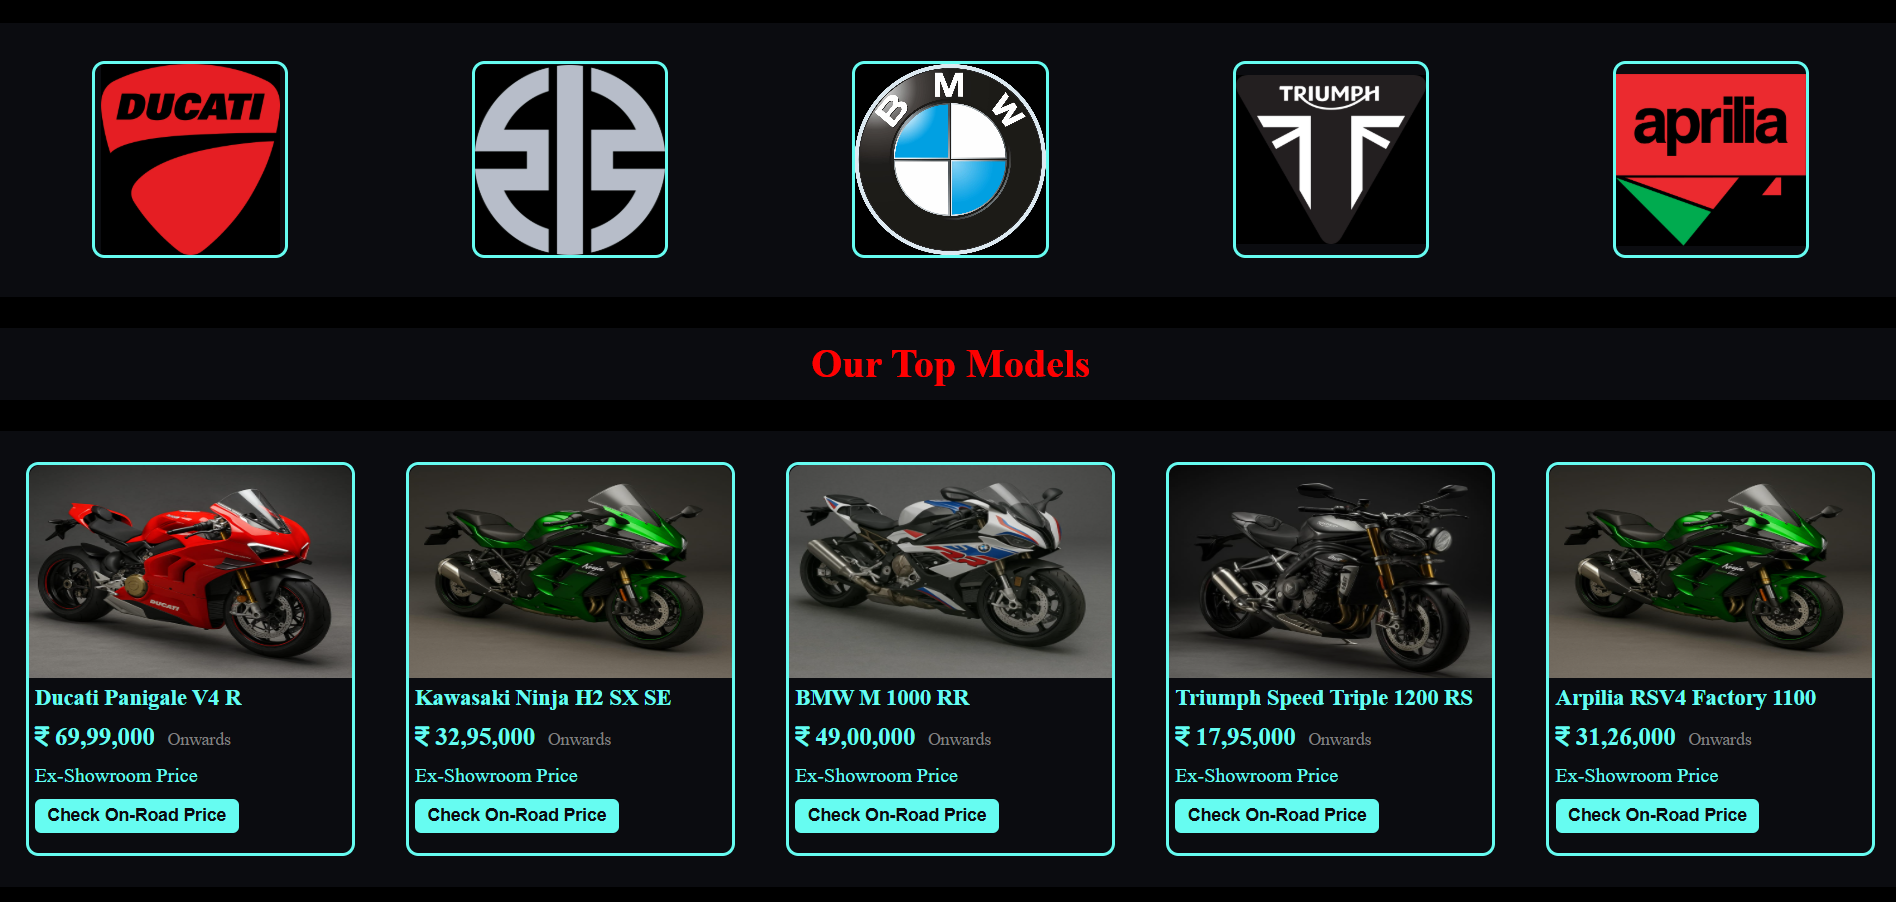 DUCATI
B M W
TRIUMPH
aprilia
Our Top Models
DUCATI
Ninja
Ninja
Ducati Panigale V4 R
Kawasaki Ninja H2 SX SE
BMW M 1000 RR
Triumph Speed Triple 1200 RS
Arpilia RSV4 Factory 1100
₹ 69,99,000 Onwards
₹ 32,95,000 Onwards
₹ 49,00,000 Onwards
₹ 17,95,000 Onwards
₹ 31,26,000 Onwards
Ex-Showroom Price
Ex-Showroom Price
Ex-Showroom Price
Ex-Showroom Price
Ex-Showroom Price
Check On-Road Price
Check On-Road Price
Check On-Road Price
Check On-Road Price
Check On-Road Price